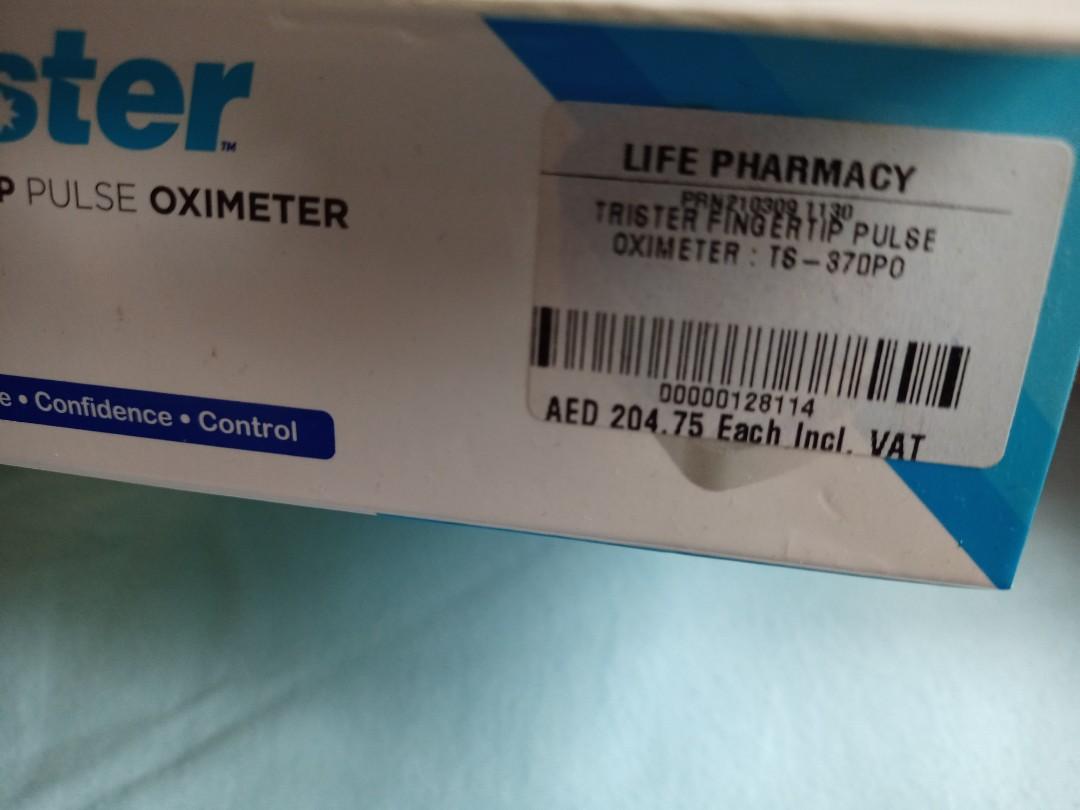 ster™
P PULSE OXIMETER
e • Confidence • Control
LIFE PHARMACY
PRN210309 1130
TRISTER FINGERTIP PULSE
OXIMETER : TS-370PO
00000128114
AED 204.75 Each Incl. VAT